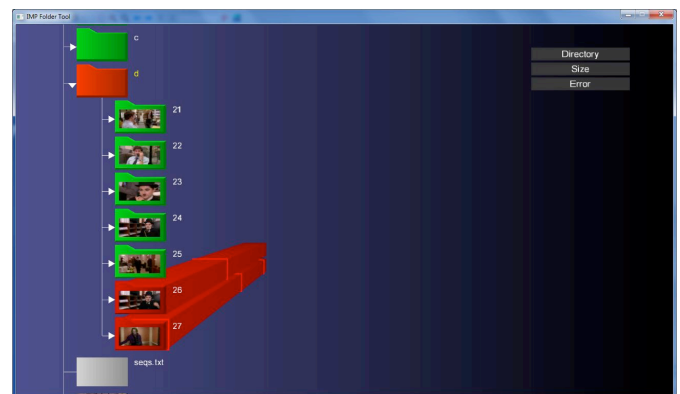 IMP Folder Tool
c
Directory
Size
Error
d
21
22
23
24
25
26
27
seqs.txt